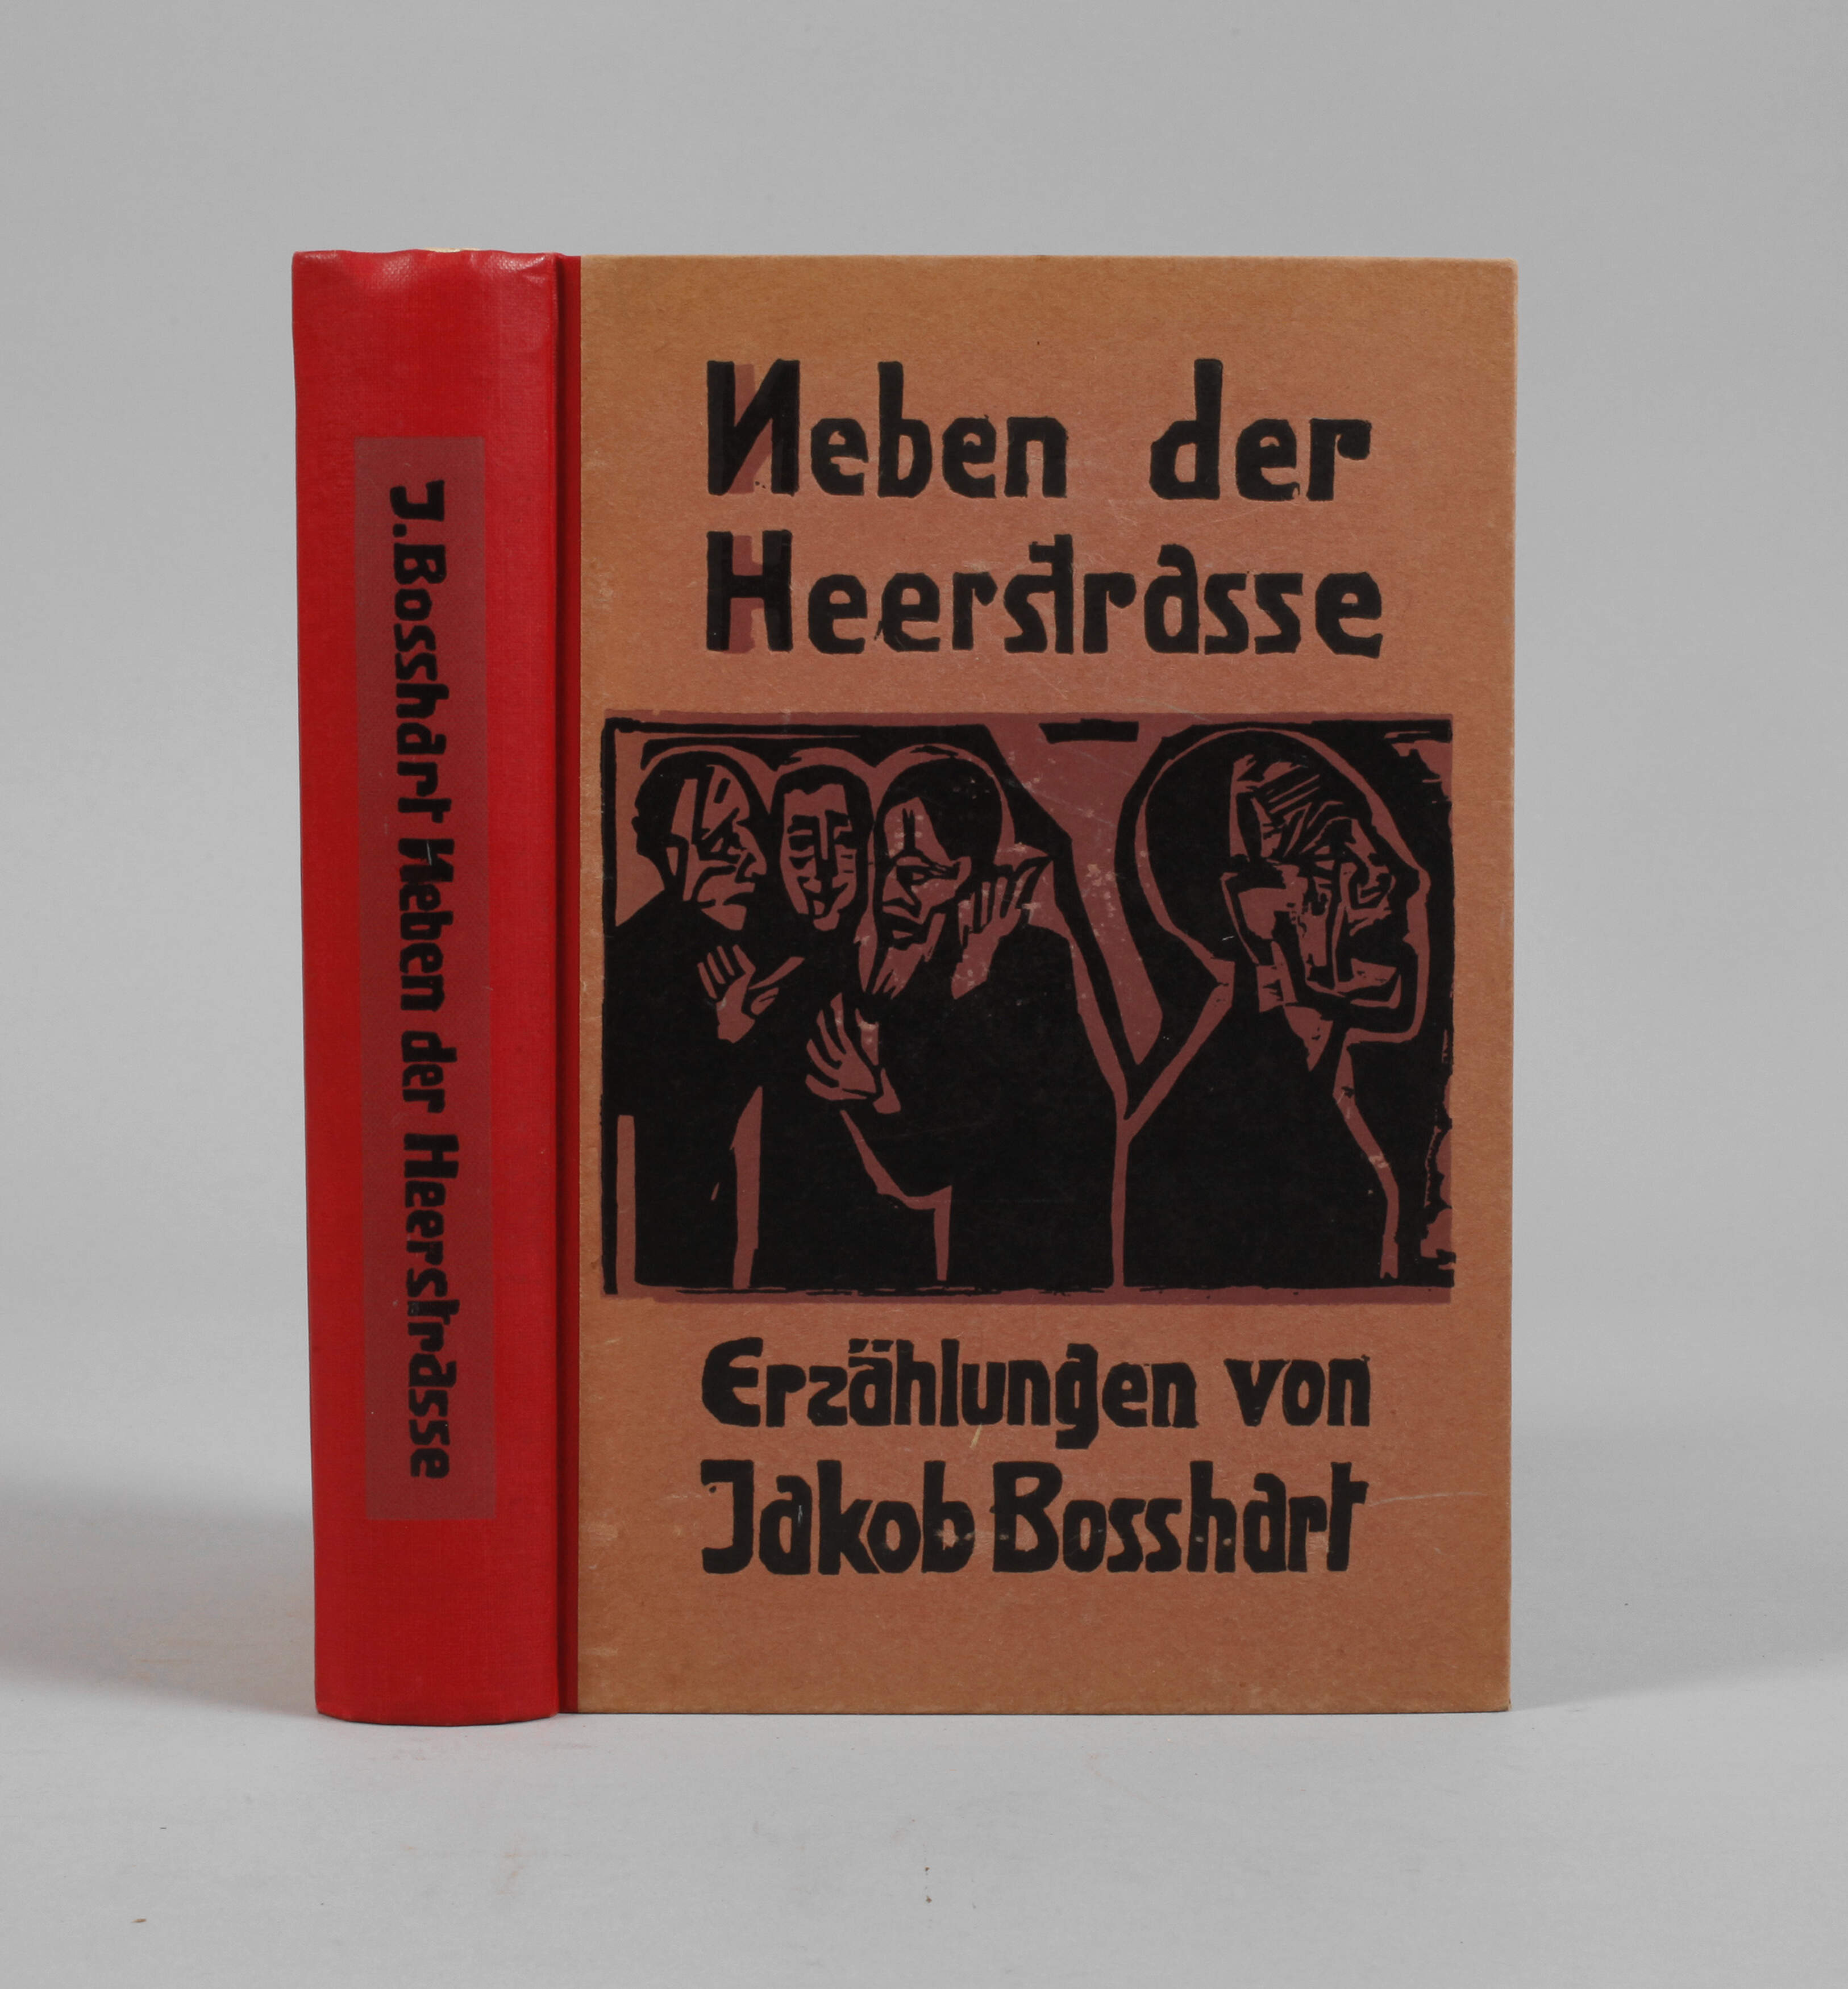 J. Bosshart Neben der Heerstrasse
Neben der
Heerstrasse
Erzählungen von
Jakob Bosshart